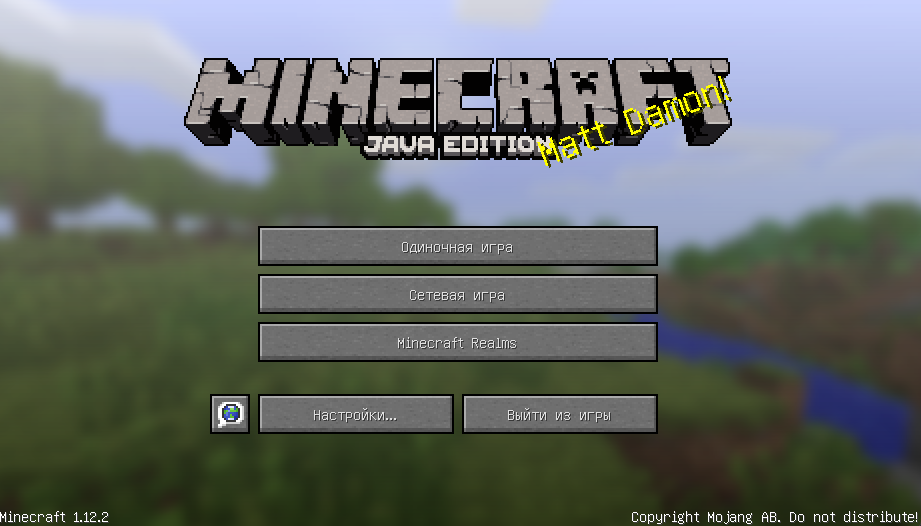 MINECRAFT
JAVA EDITION
Matt Damon!
Одиночная игра
Сетевая игра
Minecraft Realms
Настройки...
Выйти из игры
Minecraft 1.12.2
Copyright Mojang AB. Do not distribute!